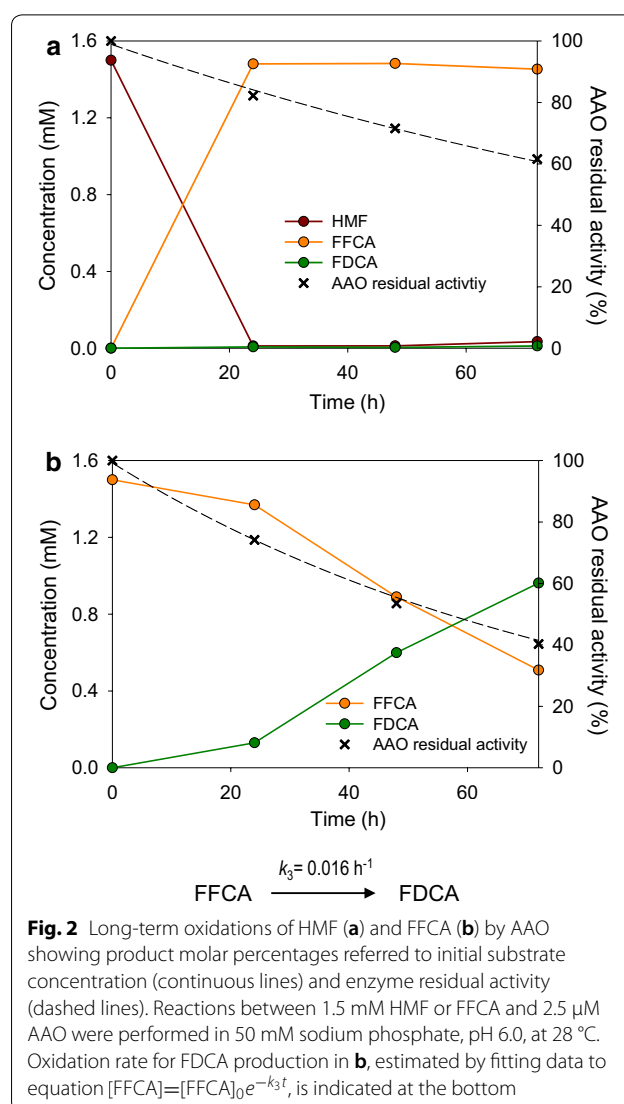 a
1.6
1.2
0.8
0.4
0.0
Concentration (mM)
100
80
60
40
20
0
AAO residual activity (%)
HMF
FFCA
FDCA
AAO residual activtiy
0 20 40 60
Time (h)
b
1.6
1.2
0.8
0.4
0.0
Concentration (mM)
100
80
60
40
20
0
AAO residual activity (%)
FFCA
FDCA
AAO residual activity
0 20 40 60
Time (h)
k₃= 0.016 h⁻¹
FFCA → FDCA
Fig. 2 Long-term oxidations of HMF (a) and FFCA (b) by AAO
showing product molar percentages referred to initial substrate
concentration (continuous lines) and enzyme residual activity
(dashed lines). Reactions between 1.5 mM HMF or FFCA and 2.5 μM
AAO were performed in 50 mM sodium phosphate, pH 6.0, at 28 °C.
Oxidation rate for FDCA production in b, estimated by fitting data to
equation [FFCA]=[FFCA]₀e^{−k₃t}, is indicated at the bottom